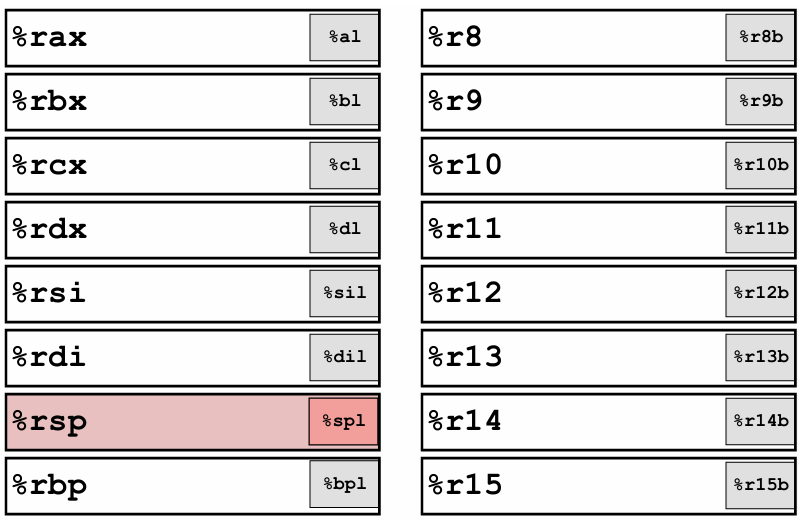 %rax %al %r8 %r8b
%rbx %bl %r9 %r9b
%rcx %cl %r10 %r10b
%rdx %dl %r11 %r11b
%rsi %sil %r12 %r12b
%rdi %dil %r13 %r13b
%rsp %spl %r14 %r14b
%rbp %bpl %r15 %r15b